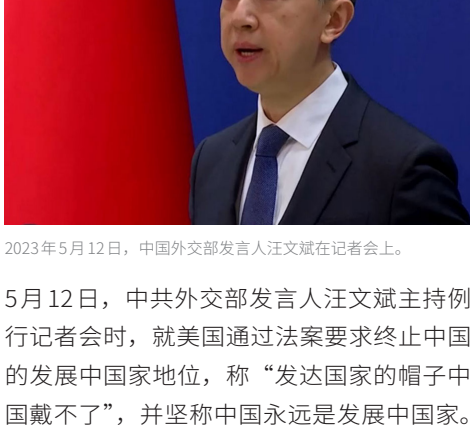 2023年5月12日，中国外交部发言人汪文斌在记者会上。
5月12日，中共外交部发言人汪文斌主持例
行记者会时，就美国通过法案要求终止中国
的发展中国家地位，称“发达国家的帽子中
国戴不了”，并坚称中国永远是发展中国家。